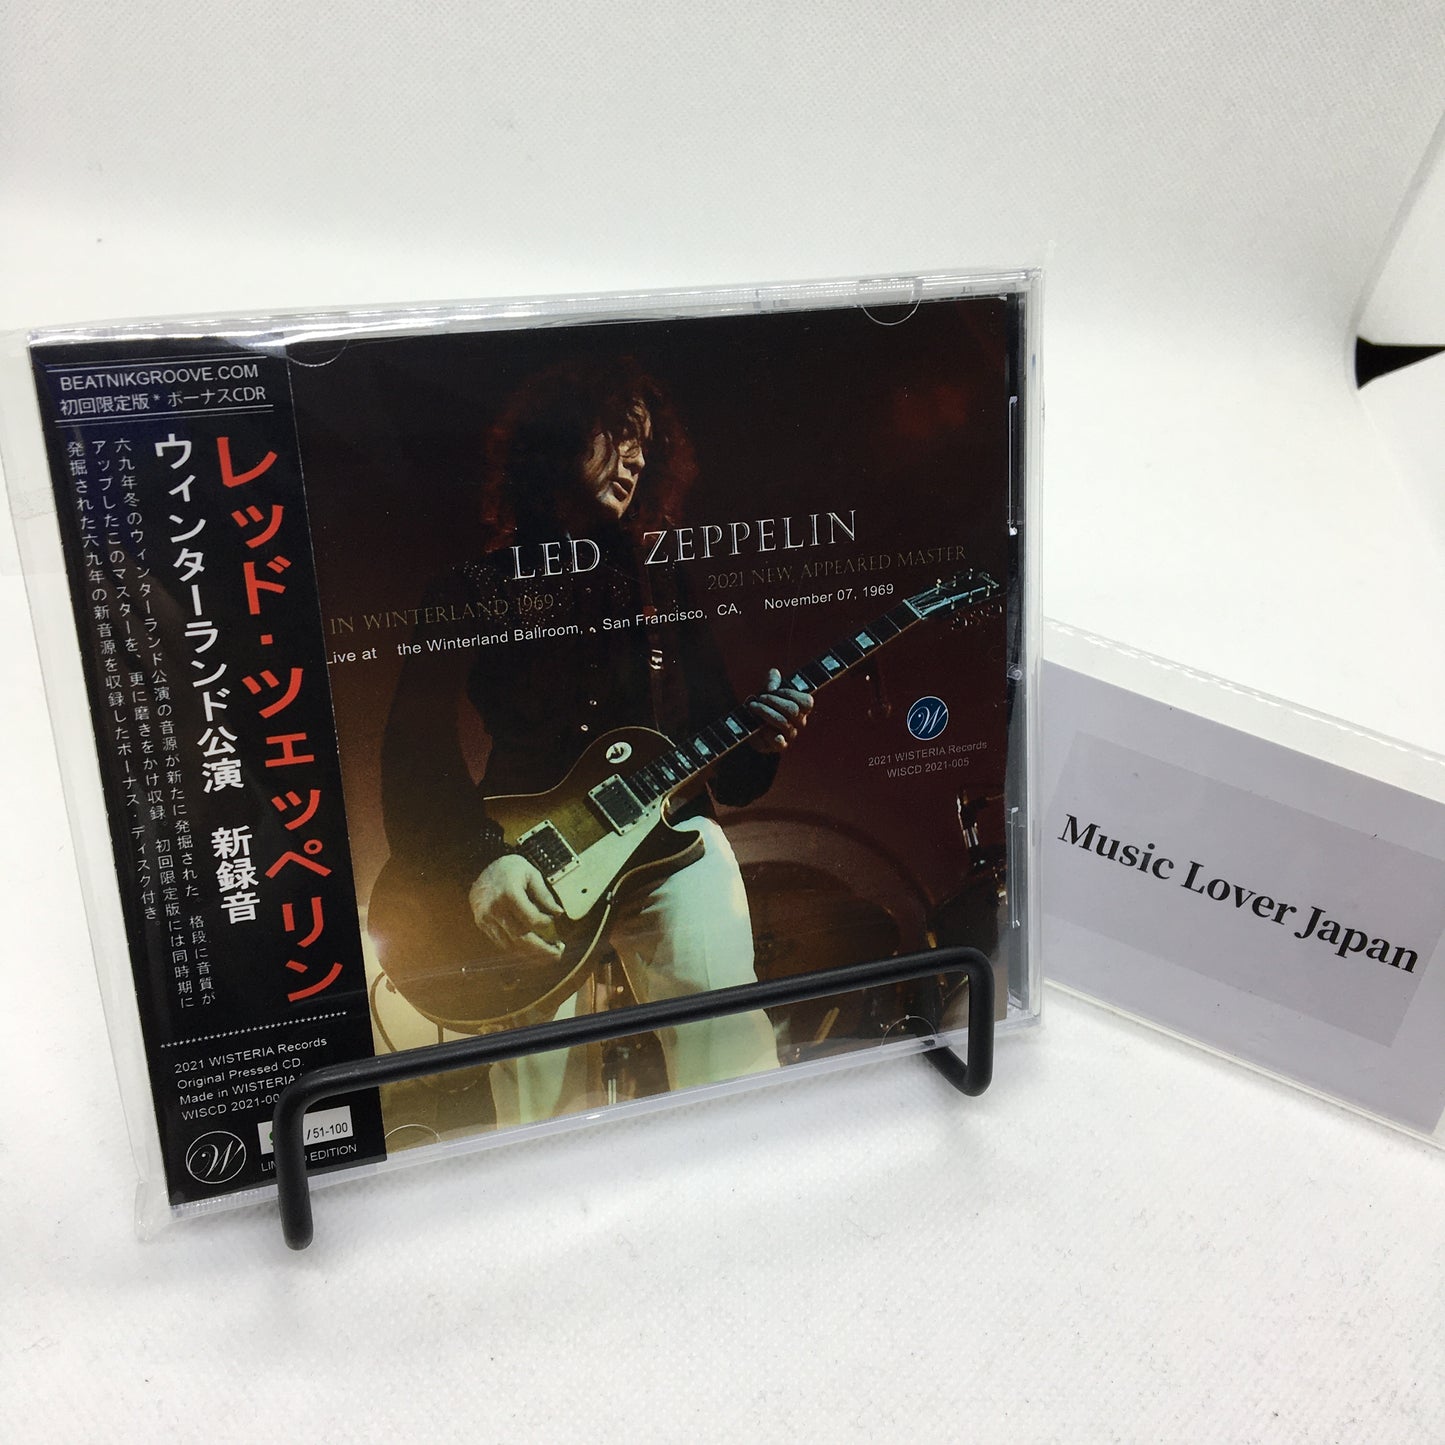 BEATNIKGROOVE.COM
初回限定版* ボーナスCDR
レッド・ツェッペリン
ウィンターランド公演 新録音
六九年冬のウィンターランド公演の音源が新たに発掘された。格段に音質が
アップしたこのマスターを、更に磨きをかけ収録。初回限定版には同時期に
発掘された六九年の新音源を収録したボーナス・ディスク付き。
2021 WISTERIA Records
Original Pressed CD.
Made in WISTERIA
WISCD 2021-00
/51-100
EDITION
W
LED ZEPPELIN
IN WINTERLAND 1969
2021 NEW APPEARED MASTER
Live at the Winterland Ballroom, San Francisco, CA, November 07, 1969
W
2021 WISTERIA Records
WISCD 2021-005
Music Lover Japan